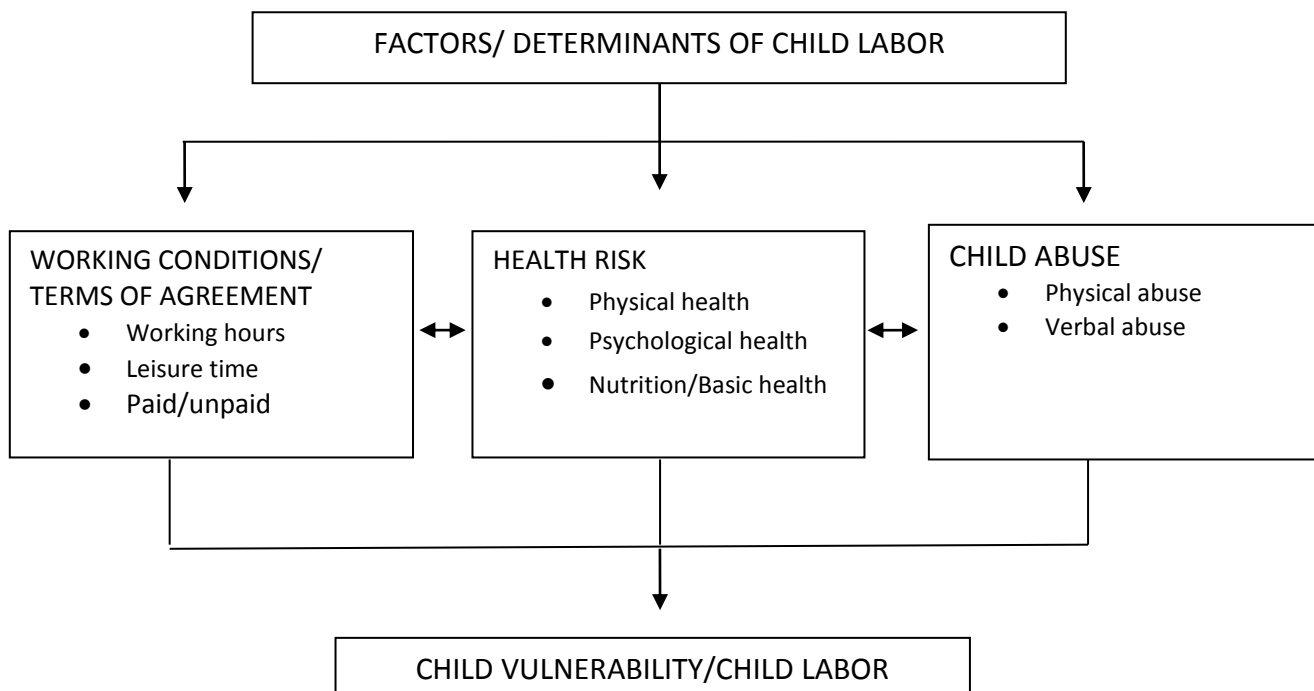 FACTORS/ DETERMINANTS OF CHILD LABOR
WORKING CONDITIONS/
TERMS OF AGREEMENT
• Working hours
• Leisure time
• Paid/unpaid
HEALTH RISK
• Physical health
• Psychological health
• Nutrition/Basic health
CHILD ABUSE
• Physical abuse
• Verbal abuse
CHILD VULNERABILITY/CHILD LABOR